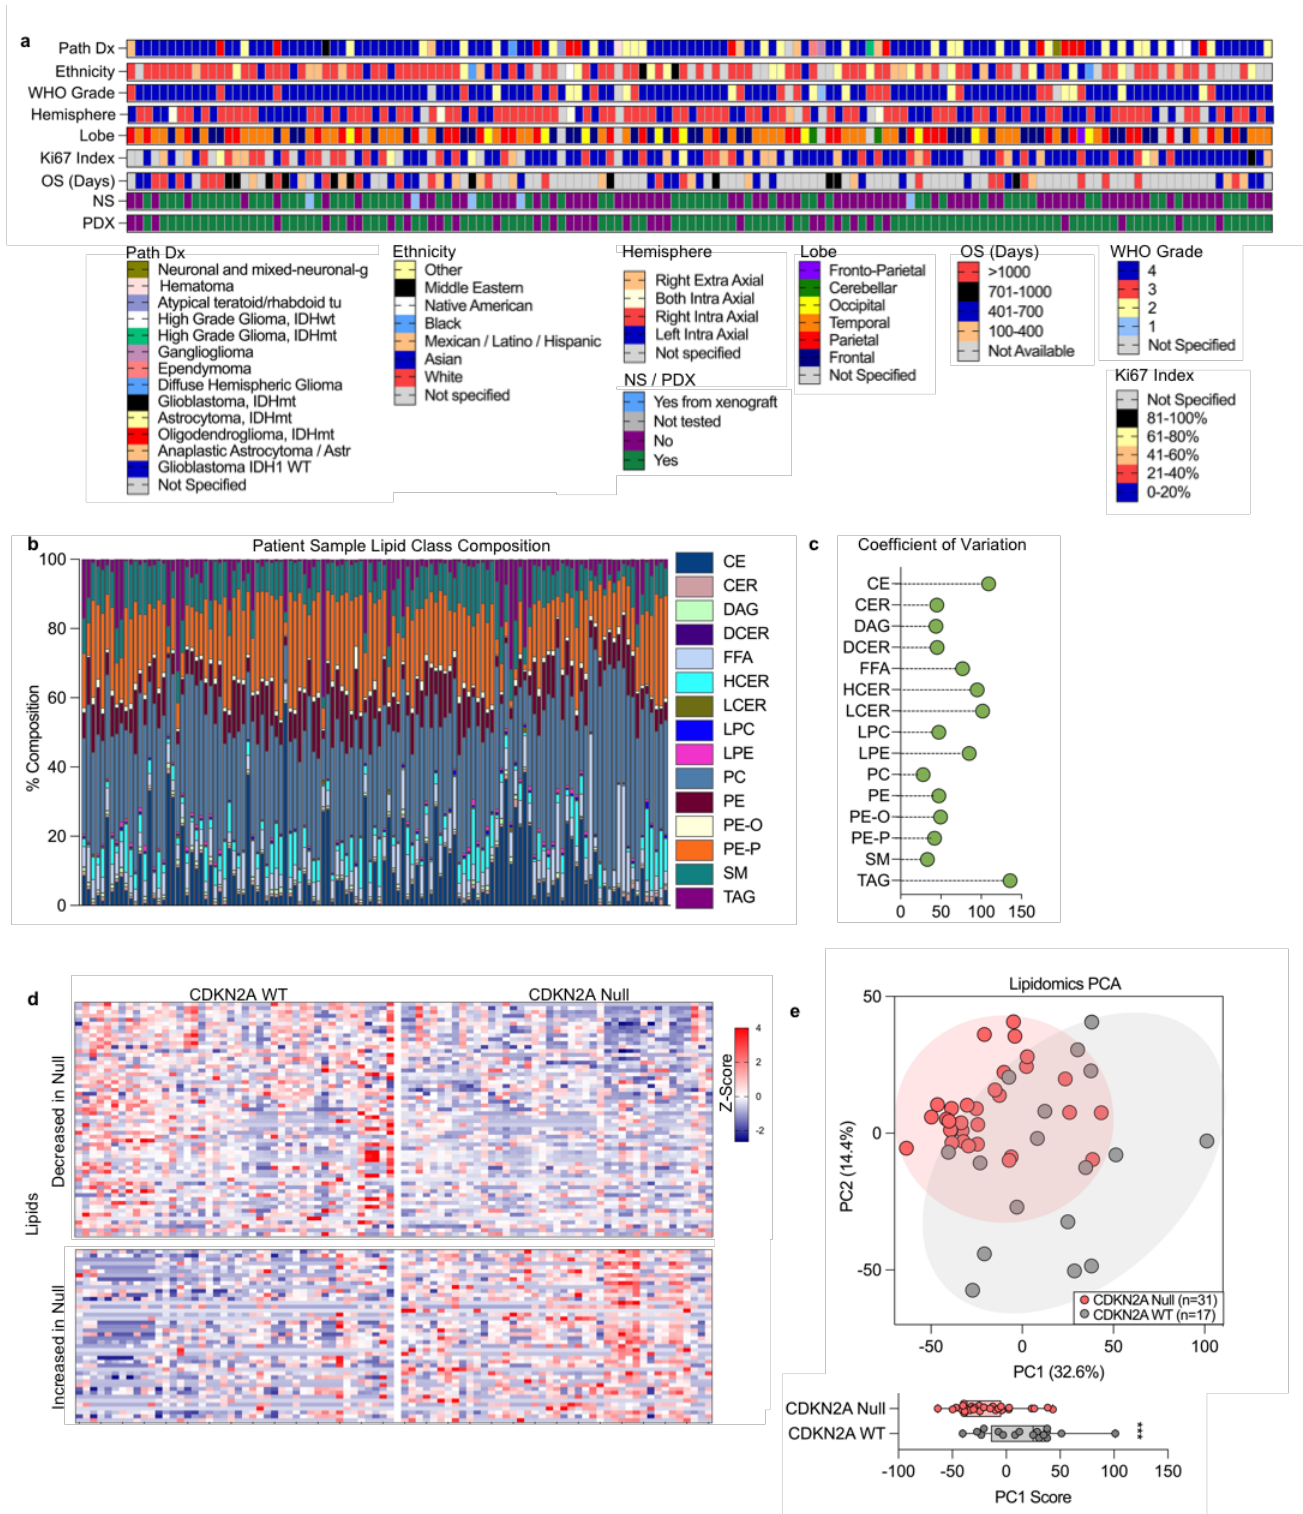 a
Path Dx
Ethnicity
WHO Grade
Hemisphere
Lobe
Ki67 Index
OS (Days)
NS
PDX
Path Dx
Neuronal and mixed-neuronal-g
Hematoma
Atypical teratoid/rhabdoid tu
High Grade Glioma, IDHwt
High Grade Glioma, IDHmt
Ganglioglioma
Ependymoma
Diffuse Hemispheric Glioma
Glioblastoma, IDHmt
Astrocytoma, IDHmt
Oligodendroglioma, IDHmt
Anaplastic Astrocytoma / Astr
Glioblastoma IDH1 WT
Not Specified
Ethnicity
Other
Middle Eastern
Native American
Black
Mexican / Latino / Hispanic
Asian
White
Not specified
Hemisphere
Right Extra Axial
Both Intra Axial
Right Intra Axial
Left Intra Axial
Not specified
NS / PDX
Yes from xenograft
Not tested
No
Yes
Lobe
Fronto-Parietal
Cerebellar
Occipital
Temporal
Parietal
Frontal
Not Specified
OS (Days)
>1000
701-1000
401-700
100-400
Not Available
WHO Grade
4
3
2
1
Not Specified
Ki67 Index
Not Specified
81-100%
61-80%
41-60%
21-40%
0-20%
b
Patient Sample Lipid Class Composition
% Composition
100
80
60
40
20
0
CE
CER
DAG
DCER
FFA
HCER
LCER
LPC
LPE
PC
PE
PE-O
PE-P
SM
TAG
c
Coefficient of Variation
CE
CER
DAG
DCER
FFA
HCER
LCER
LPC
LPE
PC
PE
PE-O
PE-P
SM
TAG
0 50 100 150
d
CDKN2A WT CDKN2A Null
Lipids
Decreased in Null
Increased in Null
Z-Score
4
2
0
-2
e
Lipidomics PCA
PC2 (14.4%)
50
0
-50
CDKN2A Null (n=31)
CDKN2A WT (n=17)
-50 0 50 100
PC1 (32.6%)
CDKN2A Null
CDKN2A WT
***
-100 -50 0 50 100 150
PC1 Score